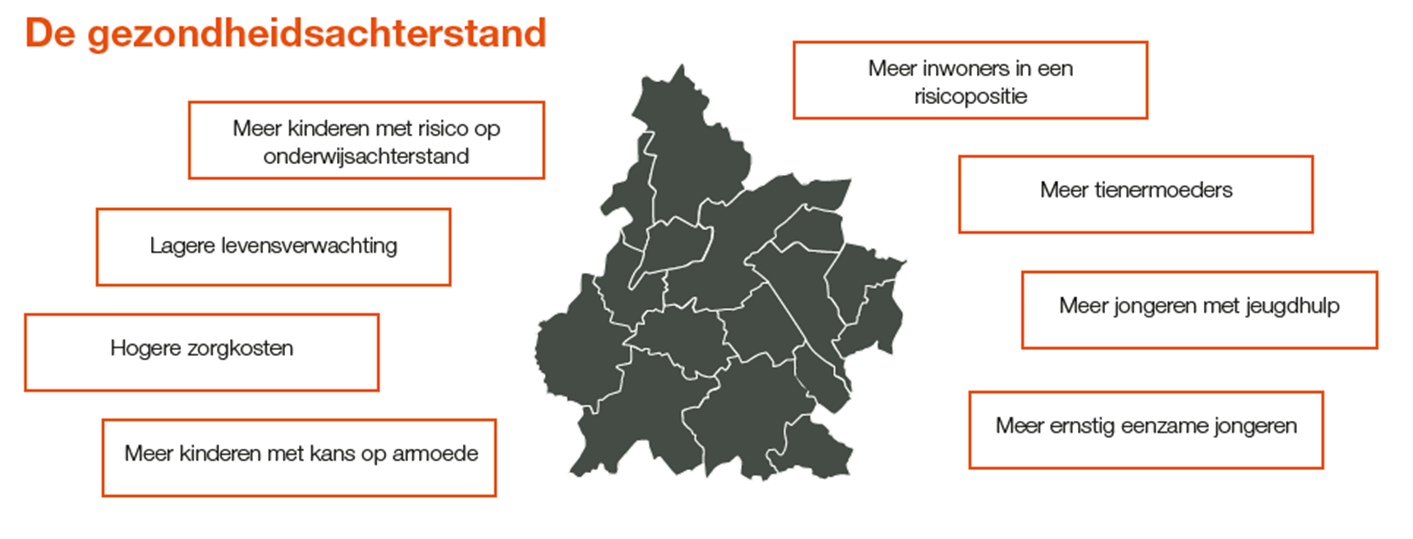 De gezondheidsachterstand
Meer kinderen met risico op
onderwijsachterstand
Lagere levensverwachting
Hogere zorgkosten
Meer kinderen met kans op armoede
Meer inwoners in een
risicopositie
Meer tienermoeders
Meer jongeren met jeugdhulp
Meer ernstig eenzame jongeren